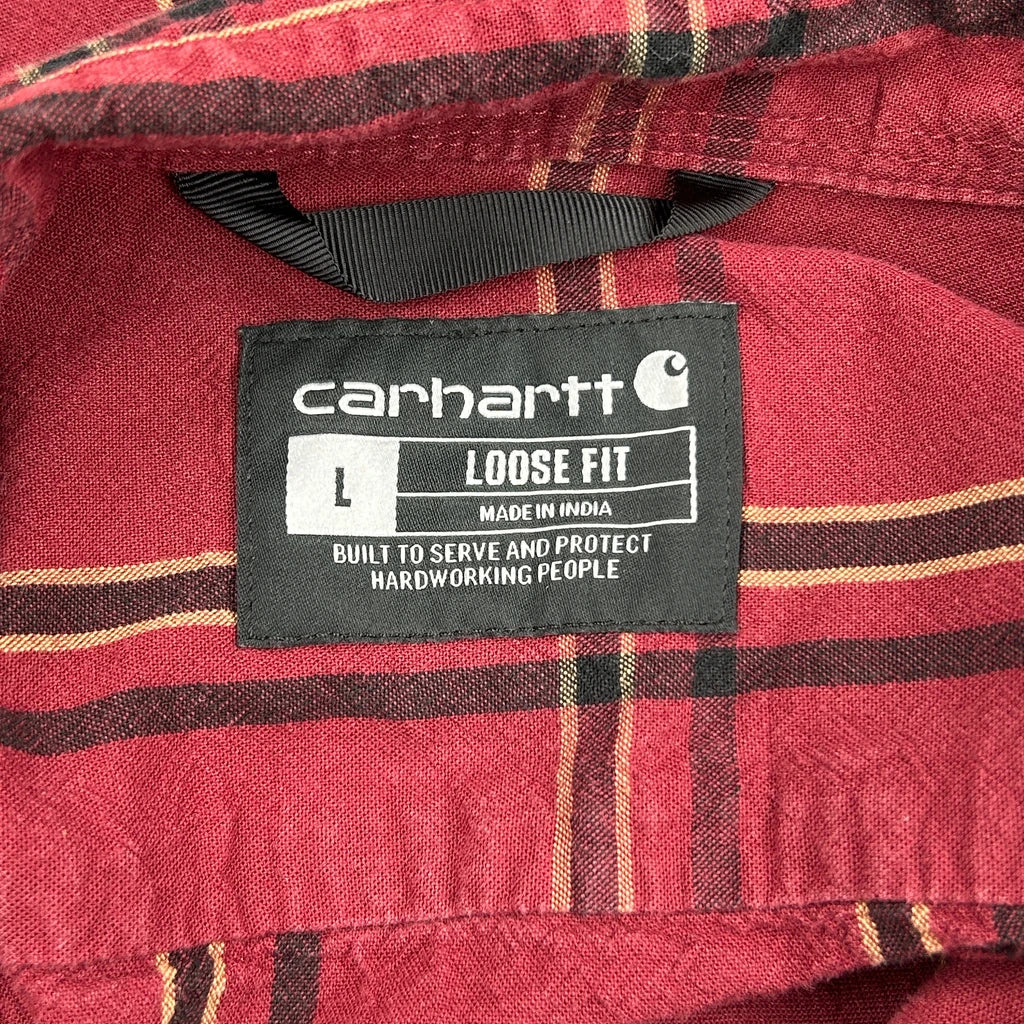 carhartt
L
LOOSE FIT
MADE IN INDIA
BUILT TO SERVE AND PROTECT
HARDWORKING PEOPLE